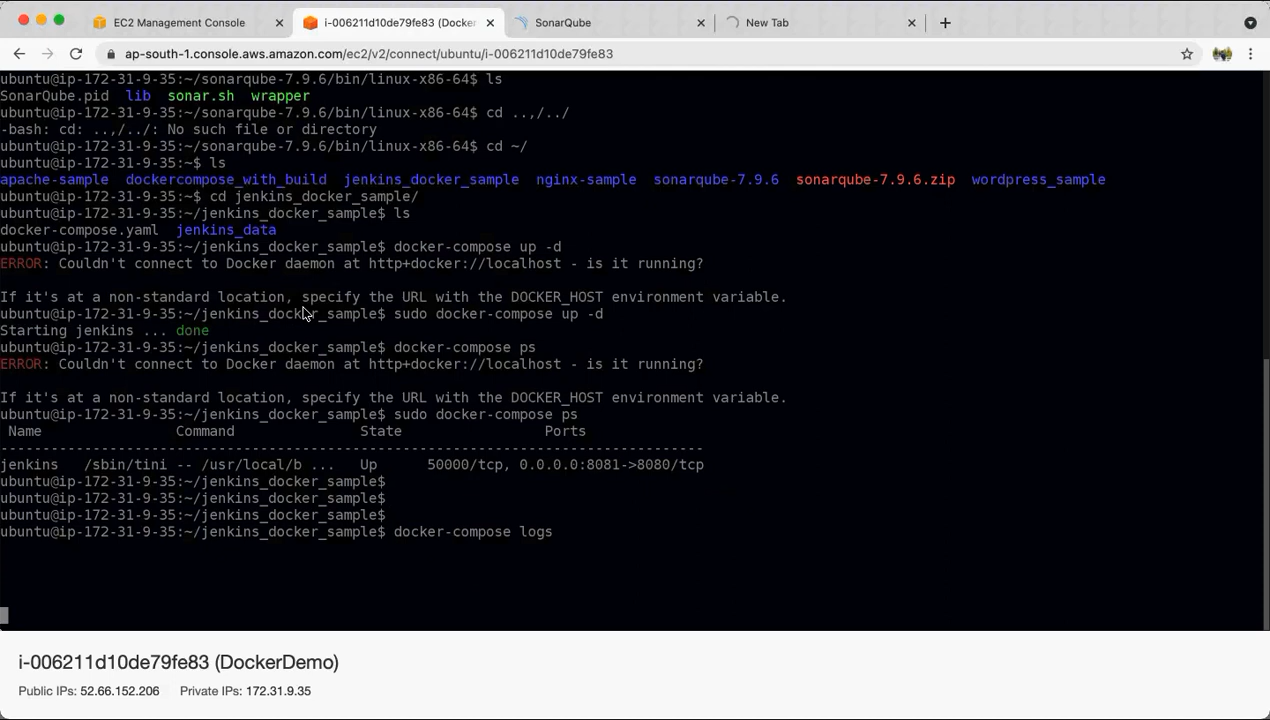 EC2 Management Console
i-006211d10de79fe83 (Docker
SonarQube
New Tab
ap-south-1.console.aws.amazon.com/ec2/v2/connect/ubuntu/i-006211d10de79fe83
ubuntu@ip-172-31-9-35:~/sonarqube-7.9.6/bin/linux-x86-64$ ls
SonarQube.pid lib sonar.sh wrapper
ubuntu@ip-172-31-9-35:~/sonarqube-7.9.6/bin/linux-x86-64$ cd ..,/../
-bash: cd: ..,/../: No such file or directory
ubuntu@ip-172-31-9-35:~/sonarqube-7.9.6/bin/linux-x86-64$ cd ~/
ubuntu@ip-172-31-9-35:~$ ls
apache-sample dockercompose_with_build jenkins_docker_sample nginx-sample sonarqube-7.9.6 sonarqube-7.9.6.zip wordpress_sample
ubuntu@ip-172-31-9-35:~$ cd jenkins_docker_sample/
ubuntu@ip-172-31-9-35:~/jenkins_docker_sample$ ls
docker-compose.yaml jenkins_data
ubuntu@ip-172-31-9-35:~/jenkins_docker_sample$ docker-compose up -d
ERROR: Couldn't connect to Docker daemon at http+docker://localhost - is it running?
If it's at a non-standard location, specify the URL with the DOCKER_HOST environment variable.
ubuntu@ip-172-31-9-35:~/jenkins_docker_sample$ sudo docker-compose up -d
Starting jenkins ... done
ubuntu@ip-172-31-9-35:~/jenkins_docker_sample$ docker-compose ps
ERROR: Couldn't connect to Docker daemon at http+docker://localhost - is it running?
If it's at a non-standard location, specify the URL with the DOCKER_HOST environment variable.
ubuntu@ip-172-31-9-35:~/jenkins_docker_sample$ sudo docker-compose ps
Name Command State Ports
------------------------------------------------------------------------------------
jenkins /sbin/tini -- /usr/local/b ... Up 50000/tcp, 0.0.0.0:8081->8080/tcp
ubuntu@ip-172-31-9-35:~/jenkins_docker_sample$
ubuntu@ip-172-31-9-35:~/jenkins_docker_sample$
ubuntu@ip-172-31-9-35:~/jenkins_docker_sample$
ubuntu@ip-172-31-9-35:~/jenkins_docker_sample$ docker-compose logs
i-006211d10de79fe83 (DockerDemo)
Public IPs: 52.66.152.206 Private IPs: 172.31.9.35